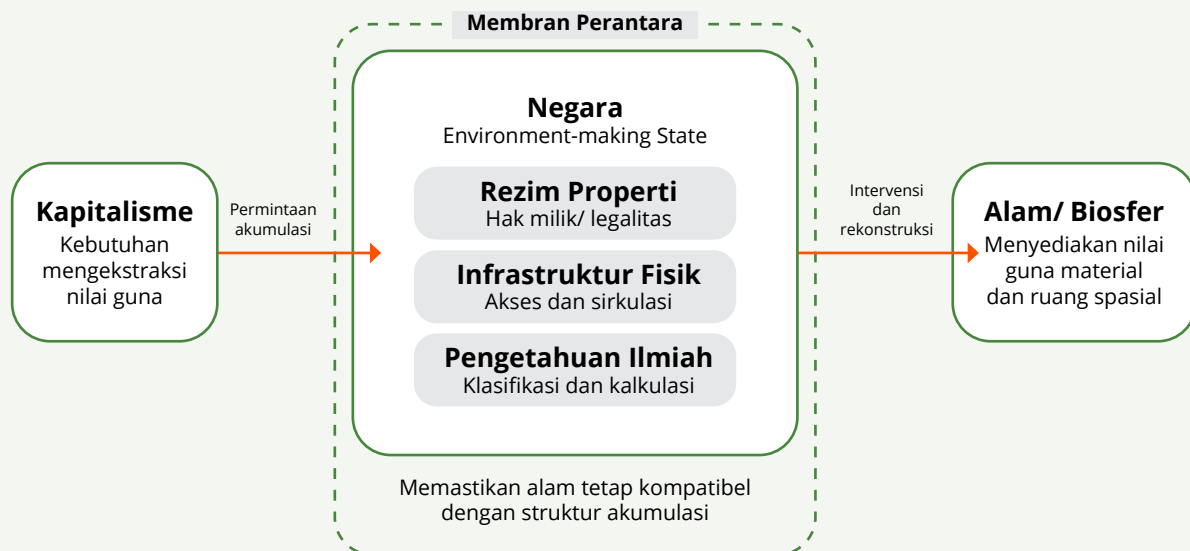 Membran Perantara
Negara
Environment-making State
Rezim Properti
Hak milik/ legalitas
Infrastruktur Fisik
Akses dan sirkulasi
Pengetahuan Ilmiah
Klasifikasi dan kalkulasi
Memastikan alam tetap kompatibel
dengan struktur akumulasi
Kapitalisme
Kebutuhan
mengekstraksi
nilai guna
Permintaan
akumulasi
Intervensi
dan
rekonstruksi
Alam/ Biosfer
Menyediakan nilai
guna material
dan ruang spasial